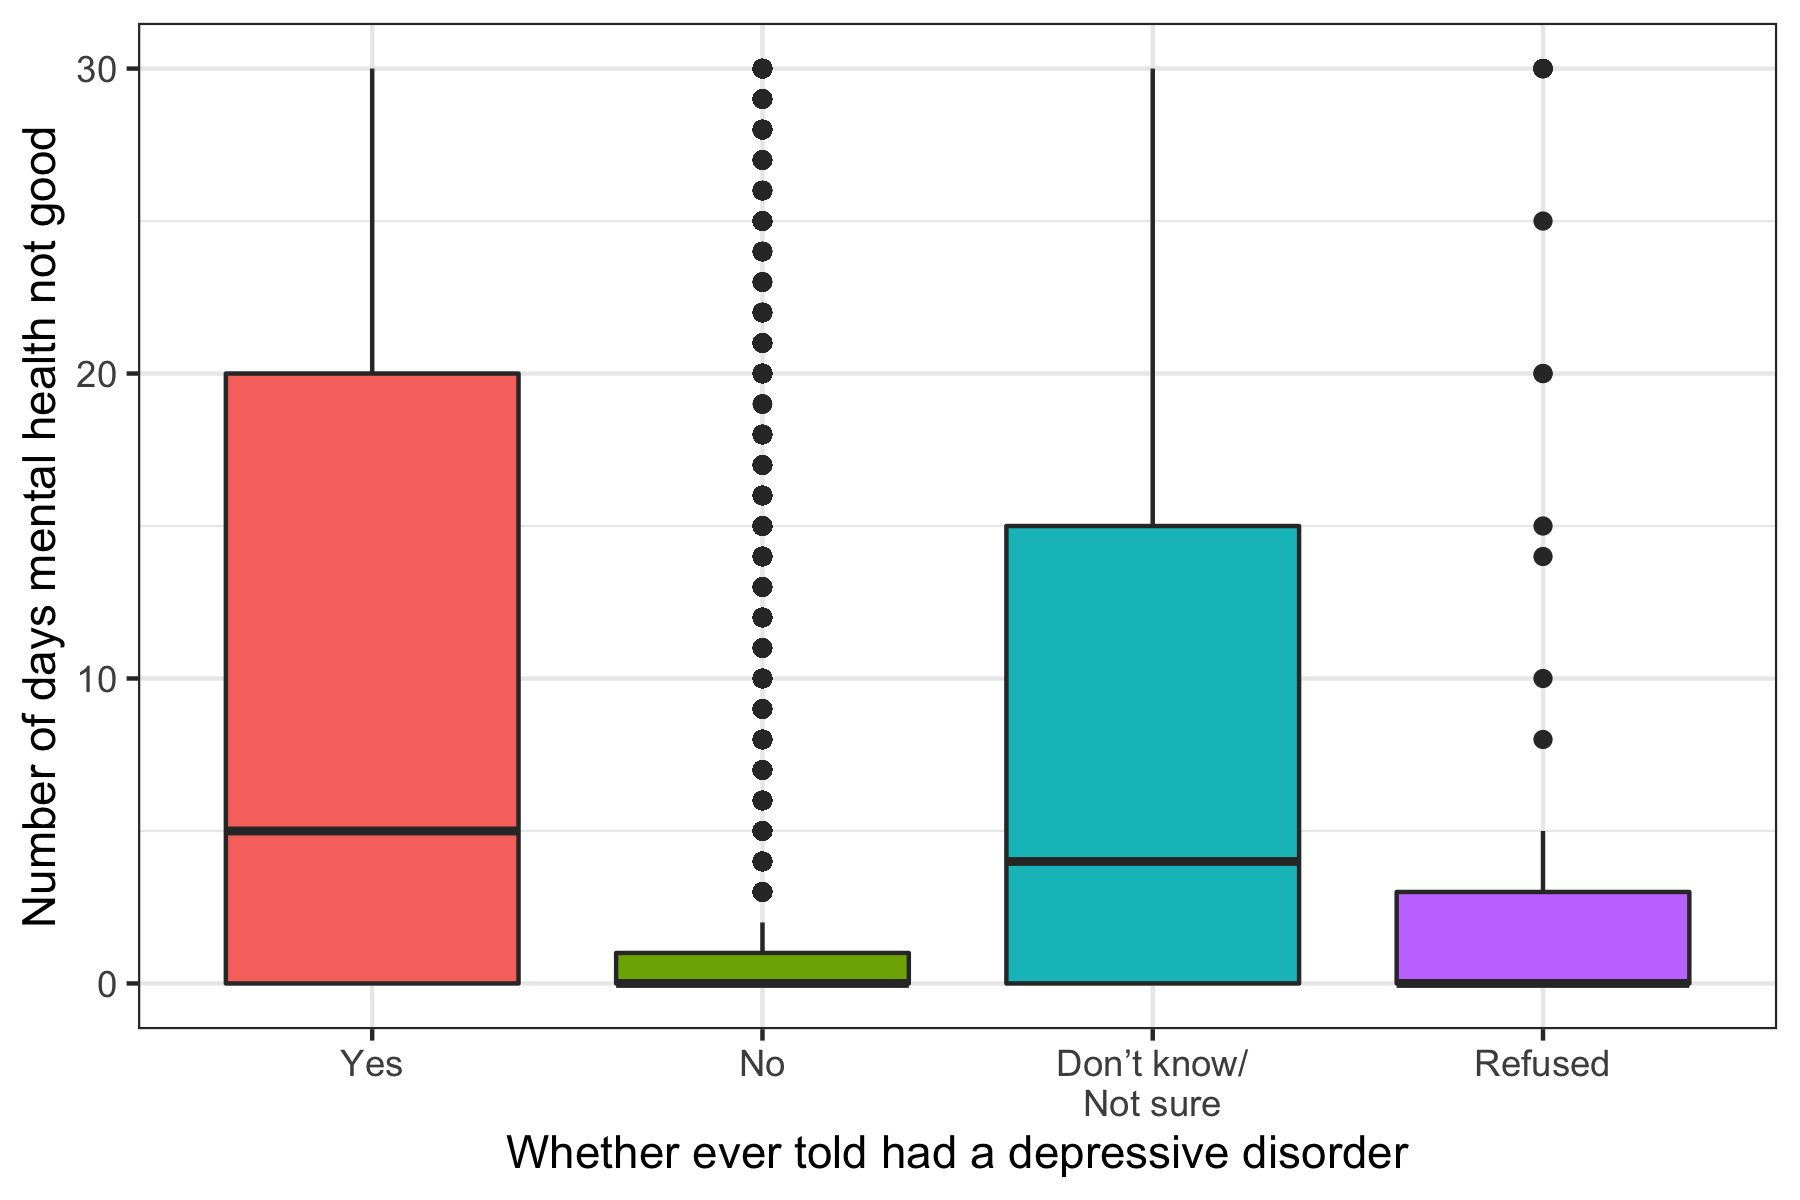 Number of days mental health not good
30
20
10
0
Yes
No
Don’t know/
Not sure
Refused
Whether ever told had a depressive disorder